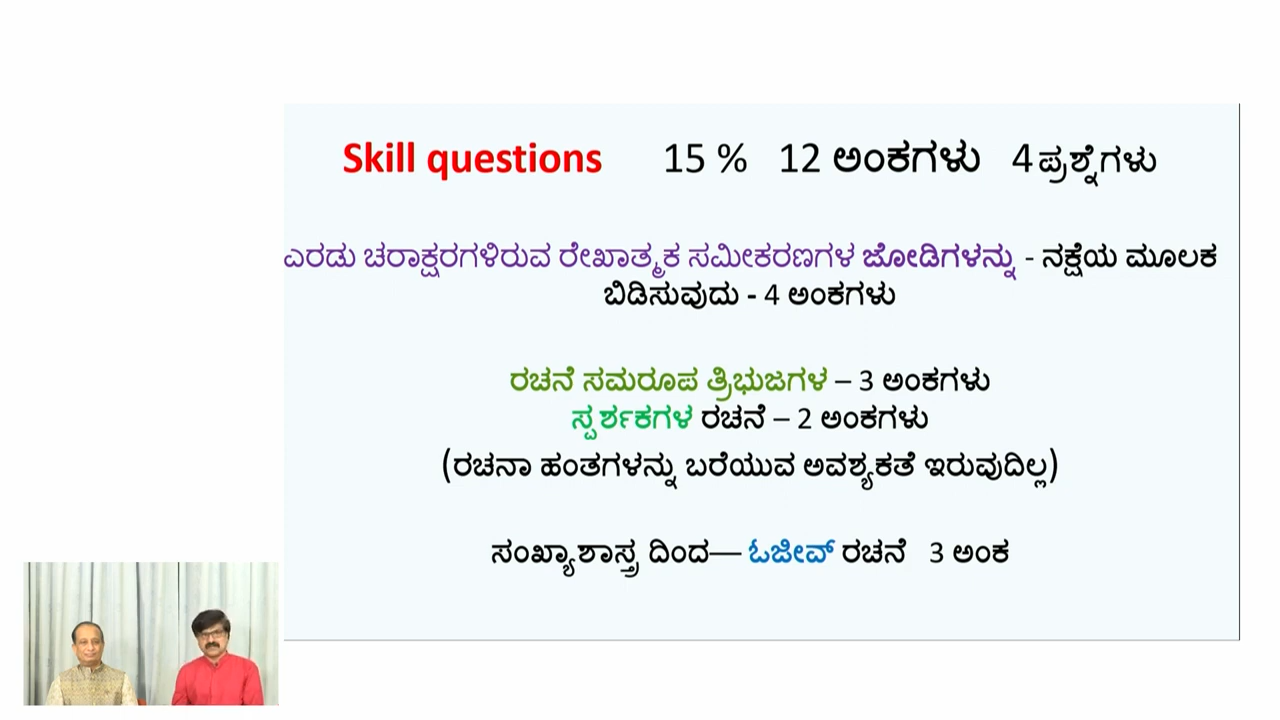 Skill questions 15 % 12 ಅಂಕಗಳು 4 ಪ್ರಶ್ನೆಗಳು
ಎರಡು ಚರಾಕ್ಷರಗಳಿರುವ ರೇಖಾತ್ಮಕ ಸಮೀಕರಣಗಳ ಜೋಡಿಗಳನ್ನು - ನಕ್ಷೆಯ ಮೂಲಕ
ಬಿಡಿಸುವುದು - 4 ಅಂಕಗಳು
ರಚನೆ ಸಮರೂಪ ತ್ರಿಭುಜಗಳ – 3 ಅಂಕಗಳು
ಸ್ಪರ್ಶಕಗಳ ರಚನೆ – 2 ಅಂಕಗಳು
(ರಚನಾ ಹಂತಗಳನ್ನು ಬರೆಯುವ ಅವಶ್ಯಕತೆ ಇರುವುದಿಲ್ಲ)
ಸಂಖ್ಯಾಶಾಸ್ತ್ರ ದಿಂದ— ಓಜೀವ್ ರಚನೆ 3 ಅಂಕ